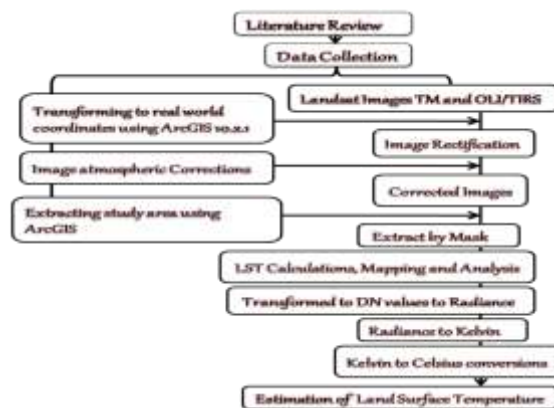 Literature Review
Data Collection
Landsat Images TM and OLI/TIRS
Transforming to real world
coordinates using ArcGIS 10.2.1
Image Rectification
Image atmospheric Corrections
Corrected Images
Extracting study area using
ArcGIS
Extract by Mask
LST Calculations, Mapping and Analysis
Transformed to DN values to Radiance
Radiance to Kelvin
Kelvin to Celsius conversions
Estimation of Land Surface Temperature